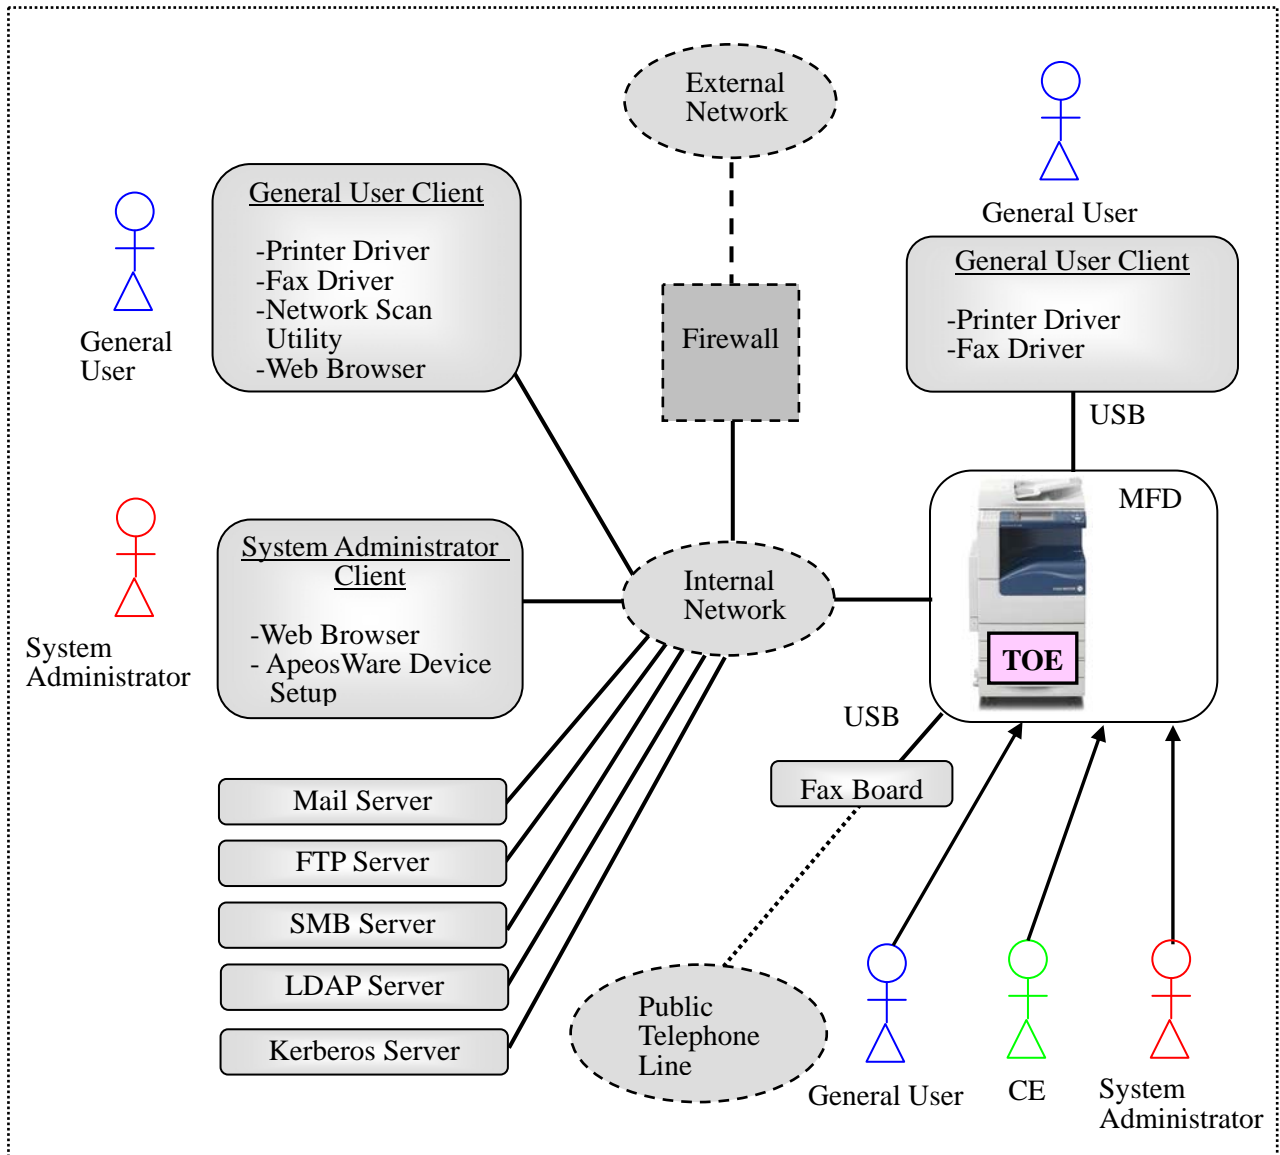 External
Network
General User
General User Client
-Printer Driver
-Fax Driver
-Network Scan
Utility
-Web Browser
General
User
General User Client
-Printer Driver
-Fax Driver
Firewall
USB
MFD
System Administrator
Client
-Web Browser
- ApeosWare Device
Setup
System
Administrator
Internal
Network
TOE
USB
Fax Board
Mail Server
FTP Server
SMB Server
LDAP Server
Kerberos Server
Public
Telephone
Line
General User
CE
System
Administrator